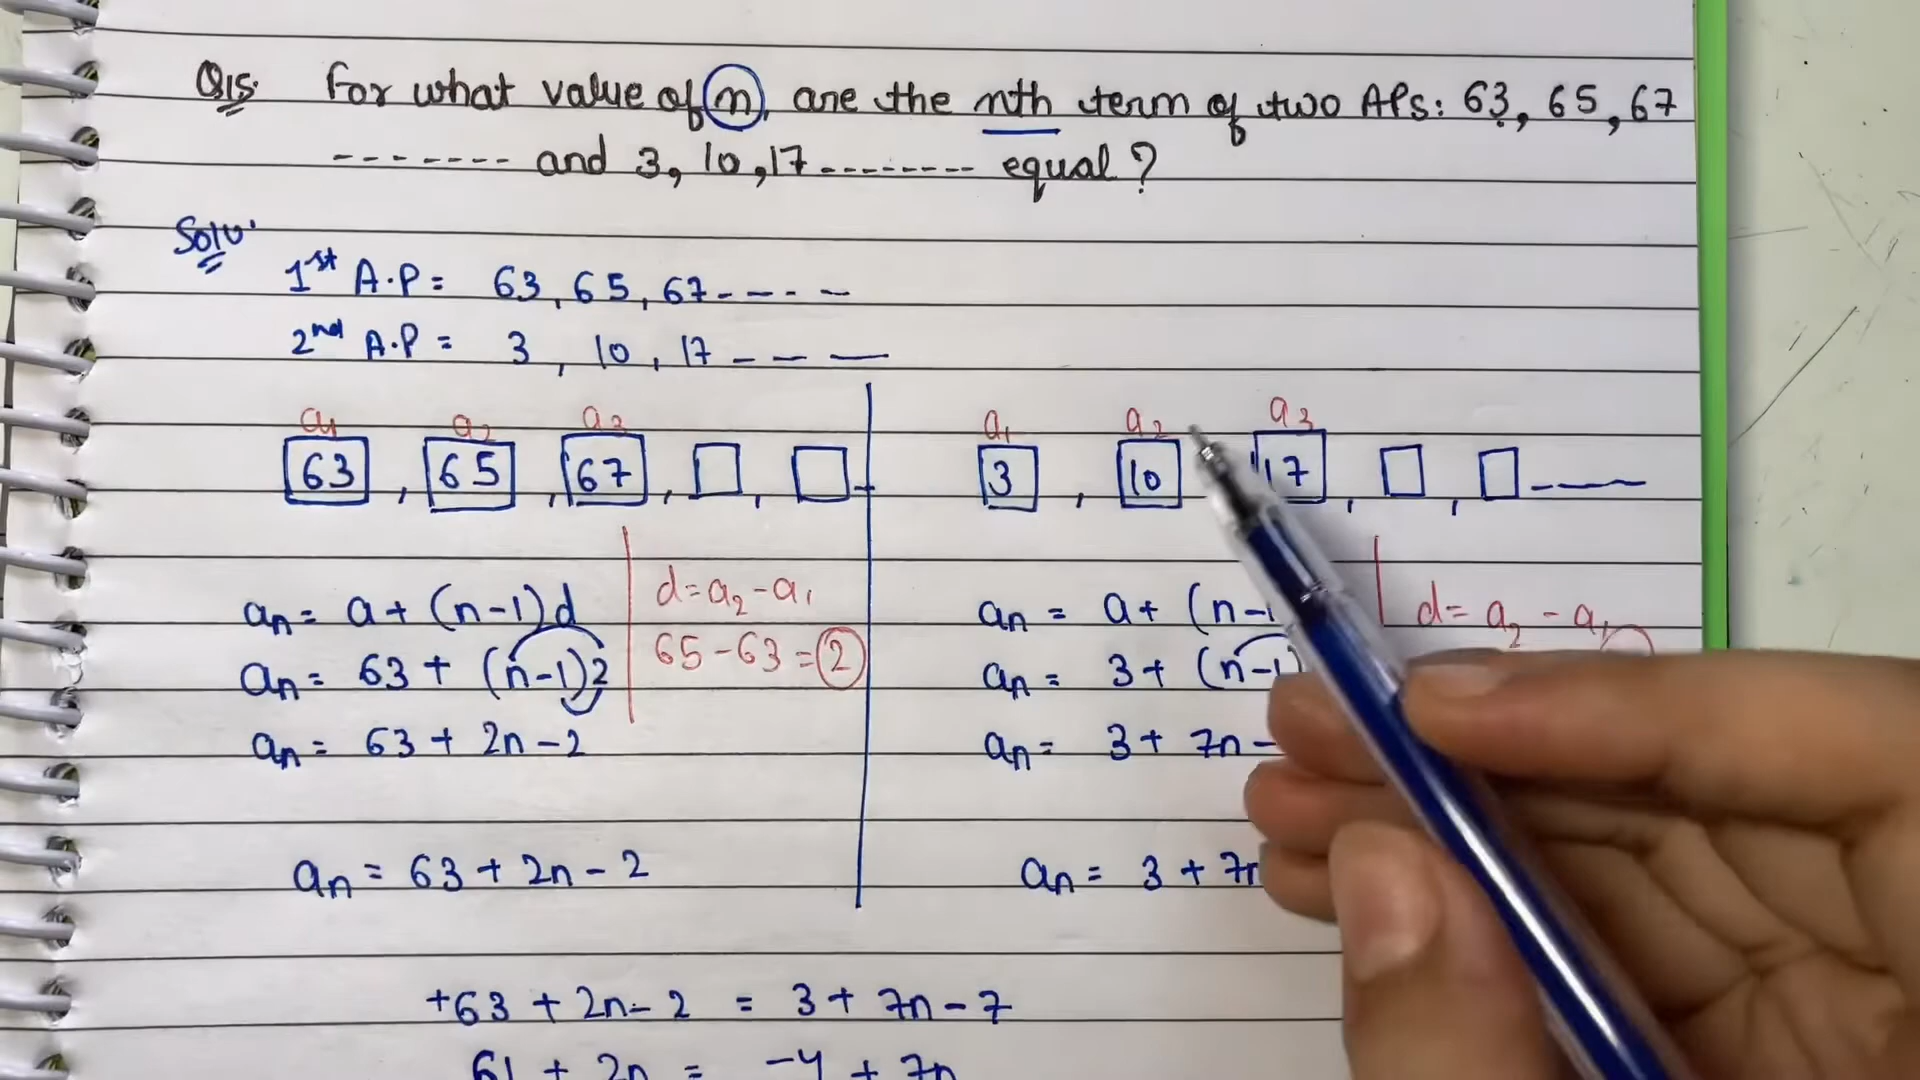 Q15. For what value of n, are the nth term of two APs: 63, 65, 67
------- and 3, 10, 17 -------- equal?
Solu.
1st A.P = 63, 65, 67 - - - -
2nd A.P = 3, 10, 17 - - -
a1 a2 a3
63, 65, 67, □, □
an = a + (n-1)d
d = a2 - a1
an = 63 + (n-1)2
65 - 63 = 2
an = 63 + 2n - 2
an = 63 + 2n - 2
a1 a2 a3
3, 10 17, □, □ ---
an = a + (n-1
d = a2 - a1
an = 3 + (n-1)
an = 3 + 7n -
an = 3 + 7n
+63 + 2n - 2 = 3 + 7n - 7
61 + 2n = -4 + 7n